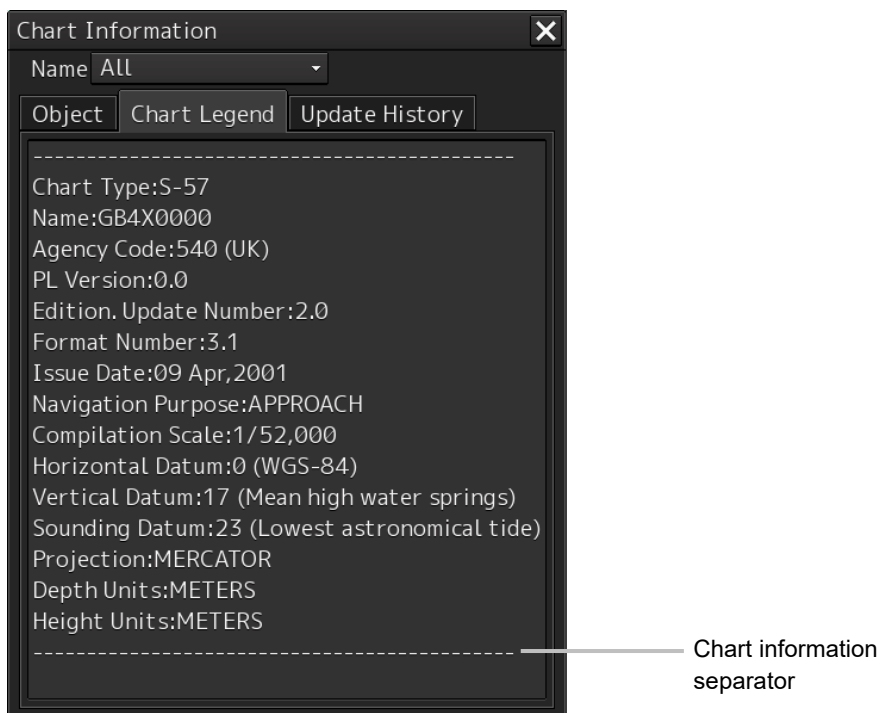 Chart Information
Name All
Object Chart Legend Update History
---------------------------------------------
Chart Type:S-57
Name:GB4X0000
Agency Code:540 (UK)
PL Version:0.0
Edition. Update Number:2.0
Format Number:3.1
Issue Date:09 Apr,2001
Navigation Purpose:APPROACH
Compilation Scale:1/52,000
Horizontal Datum:0 (WGS-84)
Vertical Datum:17 (Mean high water springs)
Sounding Datum:23 (Lowest astronomical tide)
Projection:MERCATOR
Depth Units:METERS
Height Units:METERS
---------------------------------------------
Chart information
separator